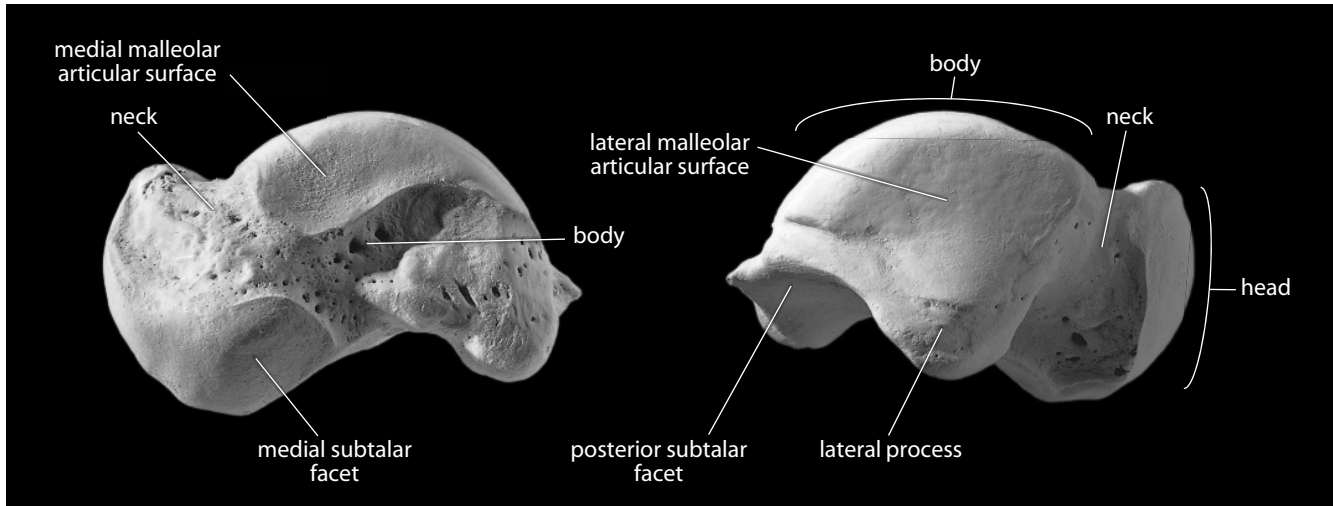 medial malleolar
articular surface
neck
body
medial subtalar
facet
body
neck
lateral malleolar
articular surface
head
posterior subtalar
facet
lateral process